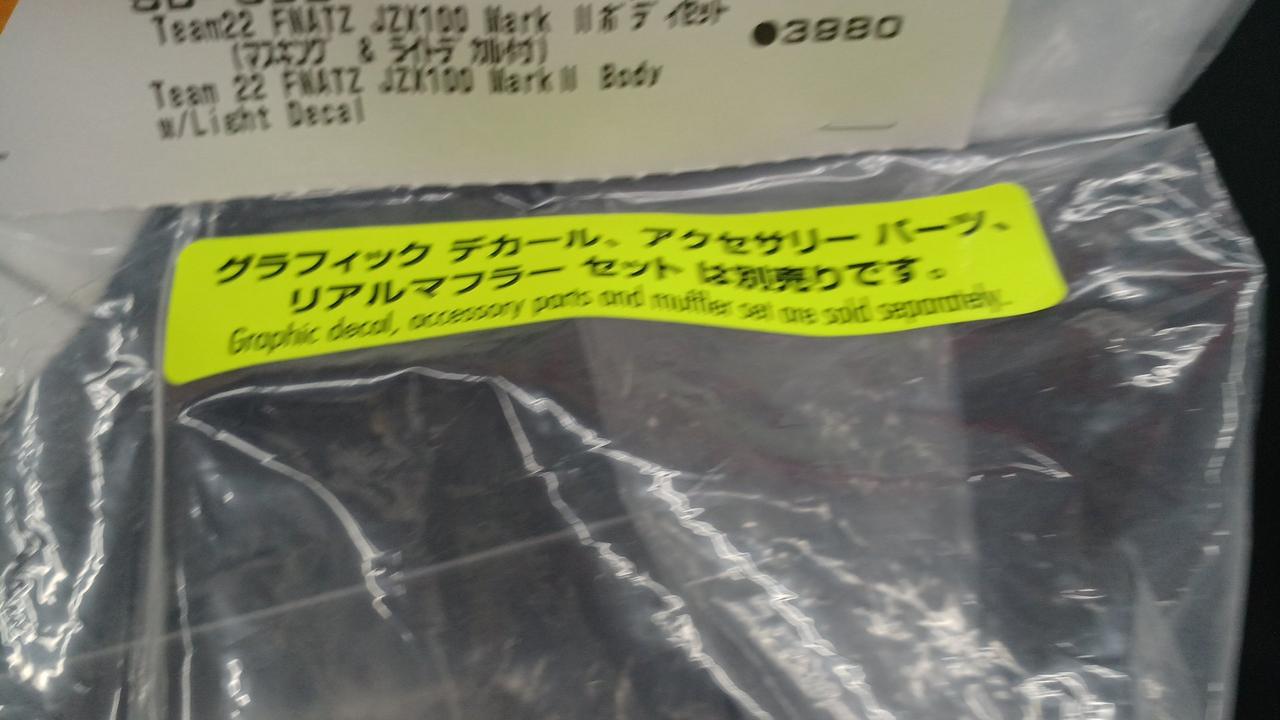 Team22 FNATZ JZX100 Mark IIボディセット
(マスキング & ライトデカル付)
●3980
Team 22 FNATZ JZX100 Mark II Body
w/Light Decal
グラフィック デカール、アクセサリー パーツ、
リアルマフラー セット は別売りです。
Graphic decal, accessory parts and muffler set are sold separately.